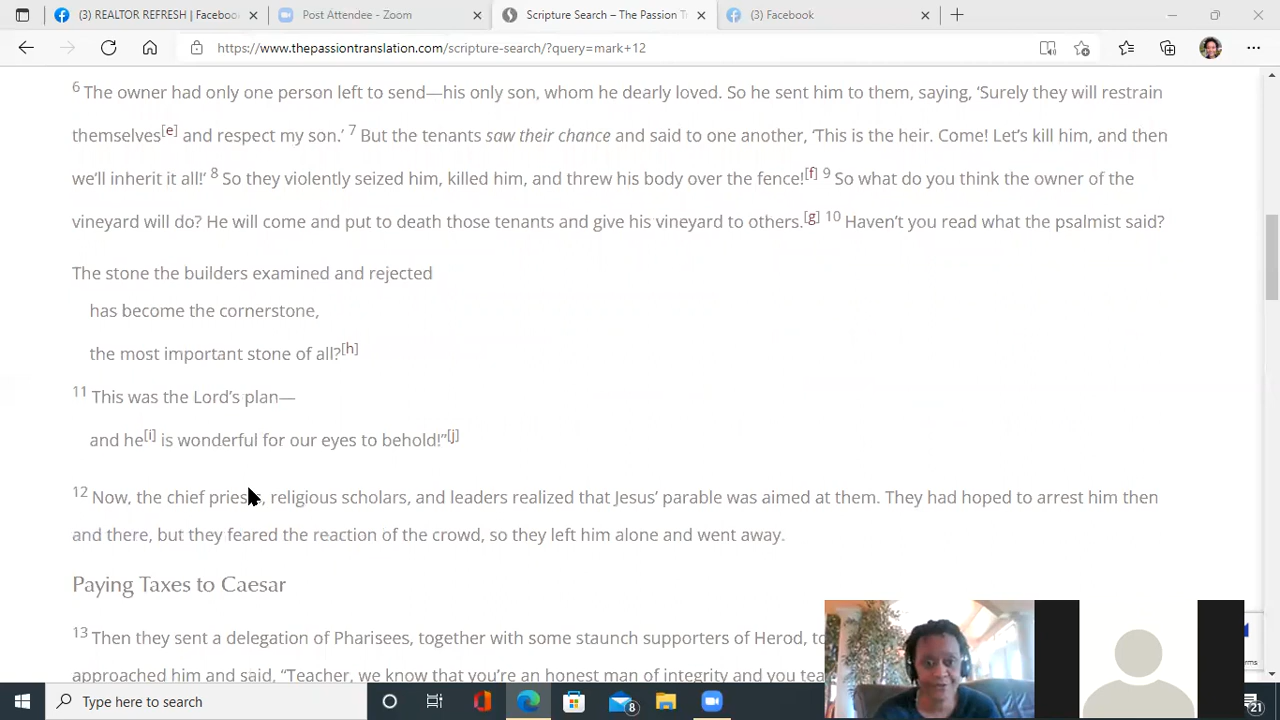 (3) REALTOR REFRESH | Faceboo
Post Attendee - Zoom
Scripture Search – The Passion T
(3) Facebook
https://www.thepassiontranslation.com/scripture-search/?query=mark+12
6 The owner had only one person left to send—his only son, whom he dearly loved. So he sent him to them, saying, ‘Surely they will restrain
themselves[e] and respect my son.’ 7 But the tenants saw their chance and said to one another, ‘This is the heir. Come! Let’s kill him, and then
we’ll inherit it all!’ 8 So they violently seized him, killed him, and threw his body over the fence![f] 9 So what do you think the owner of the
vineyard will do? He will come and put to death those tenants and give his vineyard to others.[g] 10 Haven’t you read what the psalmist said?
The stone the builders examined and rejected
has become the cornerstone,
the most important stone of all?[h]
11 This was the Lord’s plan—
and he[i] is wonderful for our eyes to behold!”[j]
12 Now, the chief pries, religious scholars, and leaders realized that Jesus’ parable was aimed at them. They had hoped to arrest him then
and there, but they feared the reaction of the crowd, so they left him alone and went away.
Paying Taxes to Caesar
13 Then they sent a delegation of Pharisees, together with some staunch supporters of Herod, to
approached him and said, “Teacher, we know that you’re an honest man of integrity and you tea
rms
Type here to search
8
21